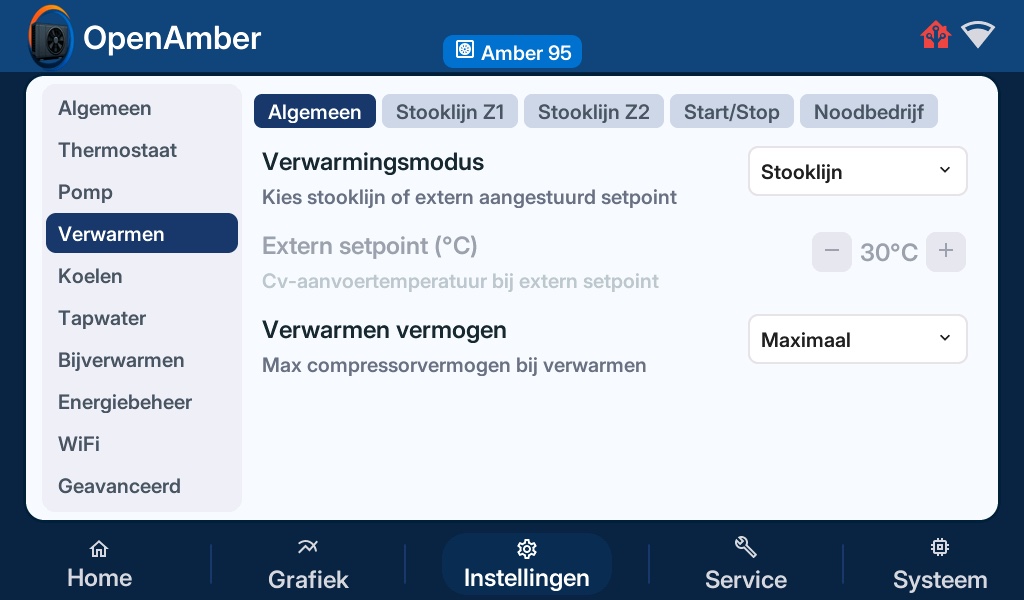 OpenAmber
Amber 95
Algemeen
Thermostaat
Pomp
Verwarmen
Koelen
Tapwater
Bijverwarmen
Energiebeheer
WiFi
Geavanceerd
Algemeen
Stooklijn Z1
Stooklijn Z2
Start/Stop
Noodbedrijf
Verwarmingsmodus
Kies stooklijn of extern aangestuurd setpoint
Stooklijn
Extern setpoint (°C)
Cv-aanvoertemperatuur bij extern setpoint
− 30°C +
Verwarmen vermogen
Max compressorvermogen bij verwarmen
Maximaal
Home
Grafiek
Instellingen
Service
Systeem